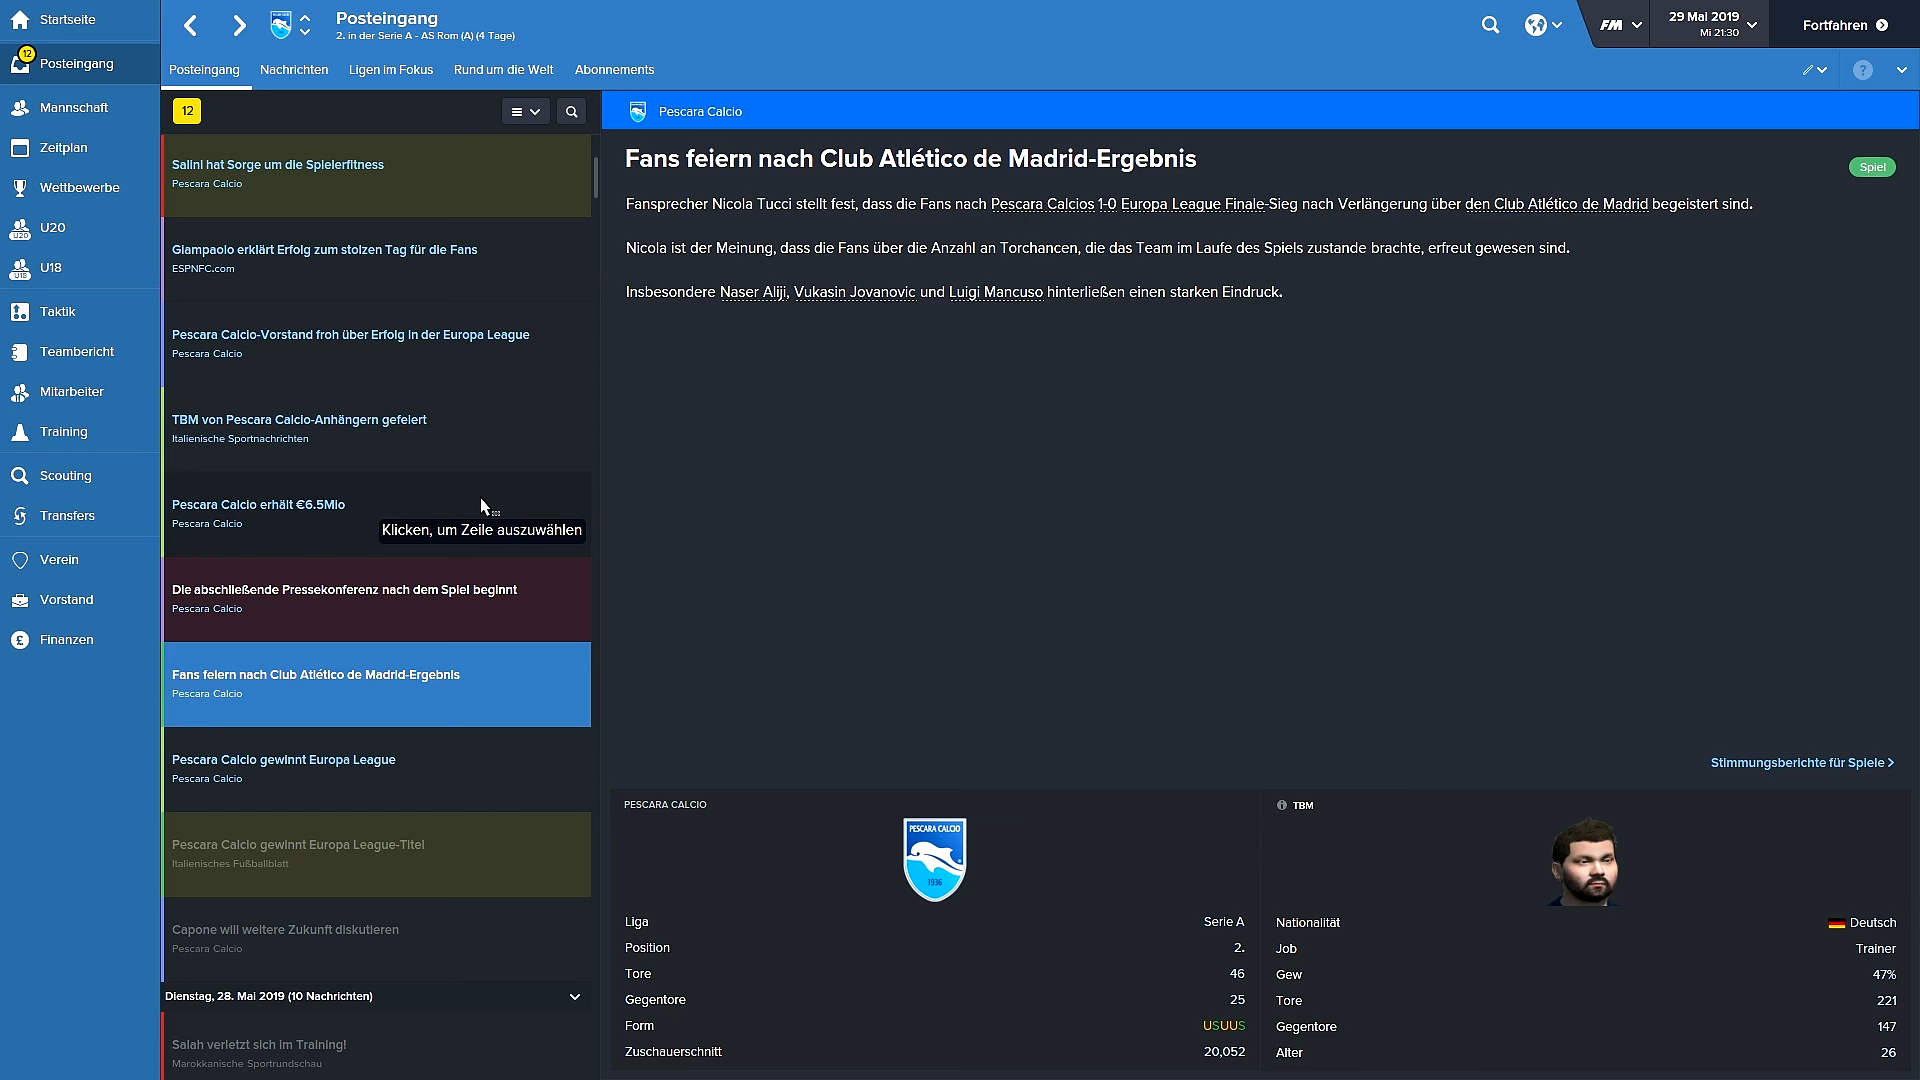 Startseite
12
Posteingang
Mannschaft
Zeitplan
Wettbewerbe
U20
U20
U18
U18
Taktik
Teambericht
Mitarbeiter
Training
Scouting
Transfers
Verein
Vorstand
£
Finanzen
Posteingang
2. in der Serie A - AS Rom (A) (4 Tage)
FM
29 Mai 2019
Mi 21:30
Fortfahren
Posteingang
Nachrichten
Ligen im Fokus
Rund um die Welt
Abonnements
?
12
Salini hat Sorge um die Spielerfitness
Pescara Calcio
Giampaolo erklärt Erfolg zum stolzen Tag für die Fans
ESPNFC.com
Pescara Calcio-Vorstand froh über Erfolg in der Europa League
Pescara Calcio
TBM von Pescara Calcio-Anhängern gefeiert
Italienische Sportnachrichten
Pescara Calcio erhält €6.5Mio
Pescara Calcio
Klicken, um Zeile auszuwählen
Die abschließende Pressekonferenz nach dem Spiel beginnt
Pescara Calcio
Fans feiern nach Club Atlético de Madrid-Ergebnis
Pescara Calcio
Pescara Calcio gewinnt Europa League
Pescara Calcio
Pescara Calcio gewinnt Europa League-Titel
Italienisches Fußballblatt
Capone will weitere Zukunft diskutieren
Pescara Calcio
Dienstag, 28. Mai 2019 (10 Nachrichten)
Salah verletzt sich im Training!
Marokkanische Sportrundschau
Pescara Calcio
Fans feiern nach Club Atlético de Madrid-Ergebnis
Spiel
Fansprecher Nicola Tucci stellt fest, dass die Fans nach Pescara Calcios 1-0 Europa League Finale-Sieg nach Verlängerung über den Club Atlético de Madrid begeistert sind.
Nicola ist der Meinung, dass die Fans über die Anzahl an Torchancen, die das Team im Laufe des Spiels zustande brachte, erfreut gewesen sind.
Insbesondere Naser Aliji, Vukasin Jovanovic und Luigi Mancuso hinterließen einen starken Eindruck.
Stimmungsberichte für Spiele >
PESCARA CALCIO
PESCARA CALCIO
1936
Liga Serie A
Position 2.
Tore 46
Gegentore 25
Form USUUS
Zuschauerschnitt 20,052
TBM
Nationalität Deutsch
Job Trainer
Gew 47%
Tore 221
Gegentore 147
Alter 26